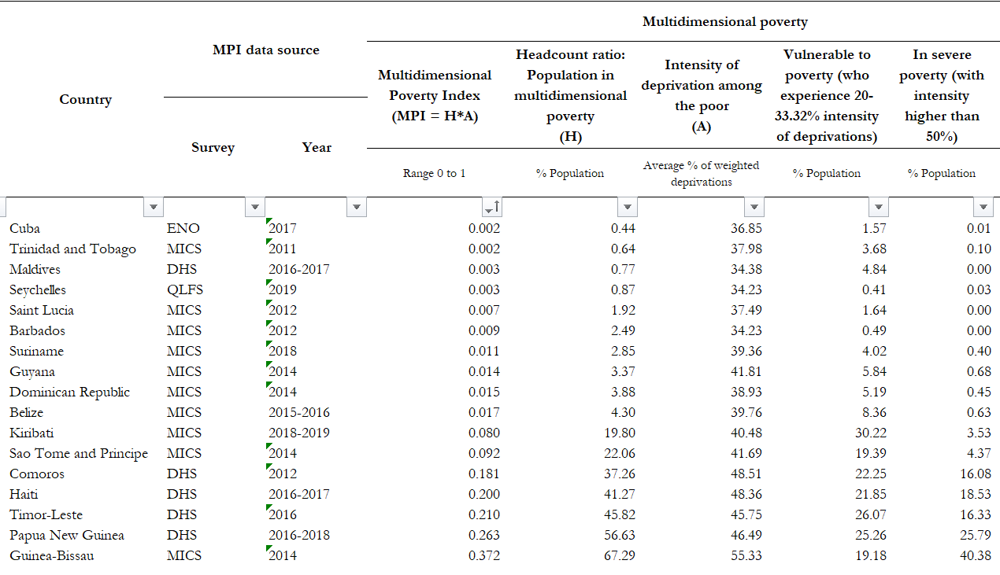 Multidimensional poverty
MPI data source
Country
Survey
Year
Multidimensional
Poverty Index
(MPI = H*A)
Headcount ratio:
Population in
multidimensional
poverty
(H)
Intensity of
deprivation among
the poor
(A)
Vulnerable to
poverty (who
experience 20-
33.32% intensity
of deprivations)
In severe
poverty (with
intensity
higher than
50%)
Range 0 to 1
% Population
Average % of weighted
deprivations
% Population
% Population
Cuba ENO 2017 0.002 0.44 36.85 1.57 0.01
Trinidad and Tobago MICS 2011 0.002 0.64 37.98 3.68 0.10
Maldives DHS 2016-2017 0.003 0.77 34.38 4.84 0.00
Seychelles QLFS 2019 0.003 0.87 34.23 0.41 0.03
Saint Lucia MICS 2012 0.007 1.92 37.49 1.64 0.00
Barbados MICS 2012 0.009 2.49 34.23 0.49 0.00
Suriname MICS 2018 0.011 2.85 39.36 4.02 0.40
Guyana MICS 2014 0.014 3.37 41.81 5.84 0.68
Dominican Republic MICS 2014 0.015 3.88 38.93 5.19 0.45
Belize MICS 2015-2016 0.017 4.30 39.76 8.36 0.63
Kiribati MICS 2018-2019 0.080 19.80 40.48 30.22 3.53
Sao Tome and Principe MICS 2014 0.092 22.06 41.69 19.39 4.37
Comoros DHS 2012 0.181 37.26 48.51 22.25 16.08
Haiti DHS 2016-2017 0.200 41.27 48.36 21.85 18.53
Timor-Leste DHS 2016 0.210 45.82 45.75 26.07 16.33
Papua New Guinea DHS 2016-2018 0.263 56.63 46.49 25.26 25.79
Guinea-Bissau MICS 2014 0.372 67.29 55.33 19.18 40.38